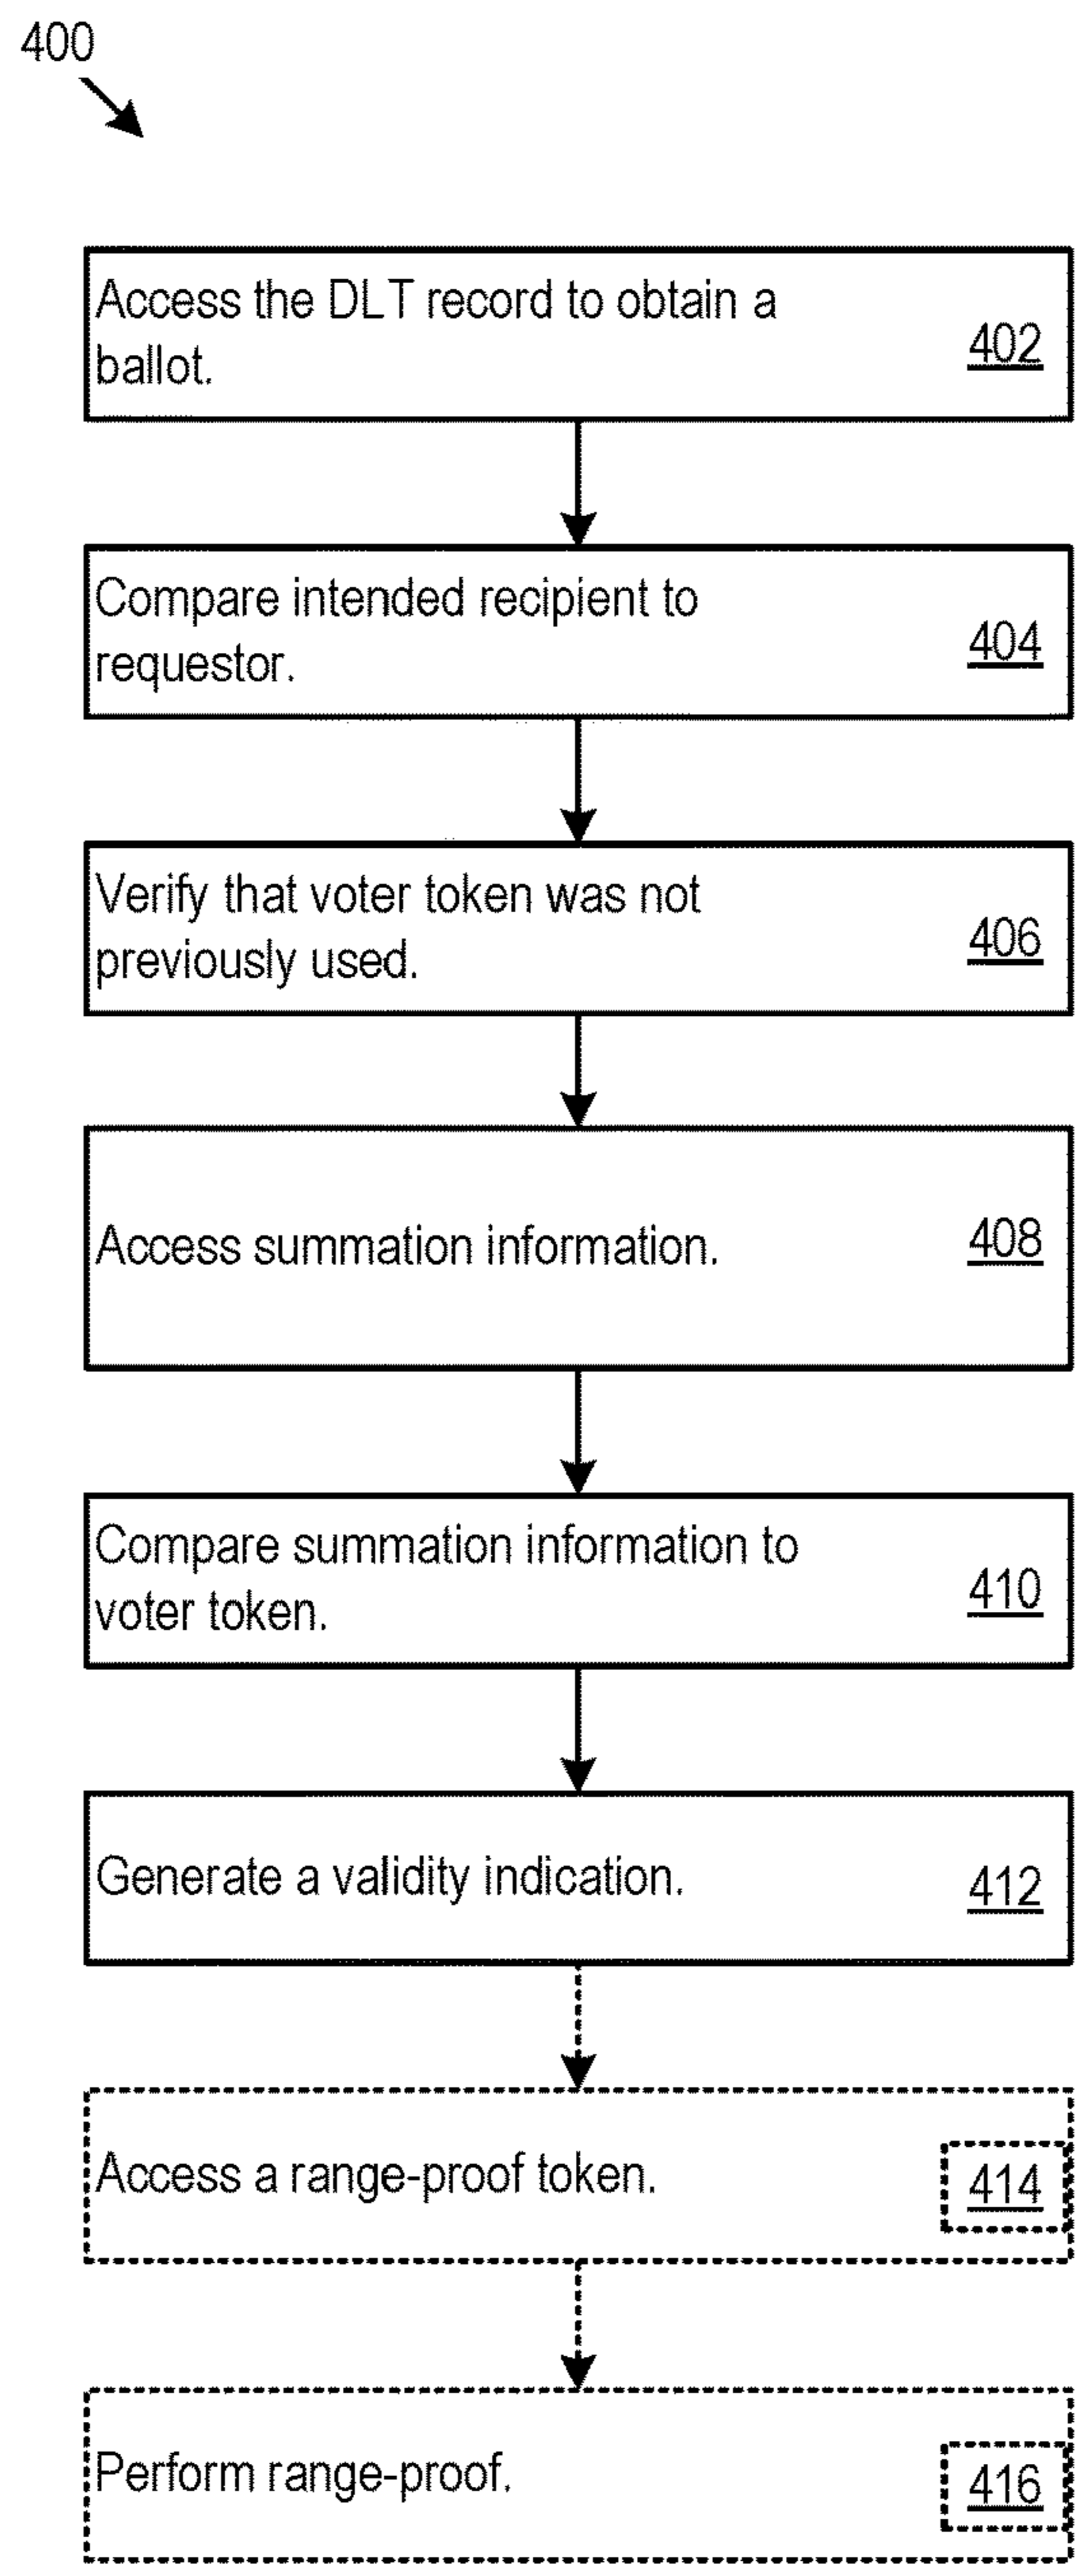 400
Access the DLT record to obtain a
ballot.
402
Compare intended recipient to
requestor.
404
Verify that voter token was not
previously used.
406
Access summation information.
408
Compare summation information to
voter token.
410
Generate a validity indication.
412
Access a range-proof token.
414
Perform range-proof.
416